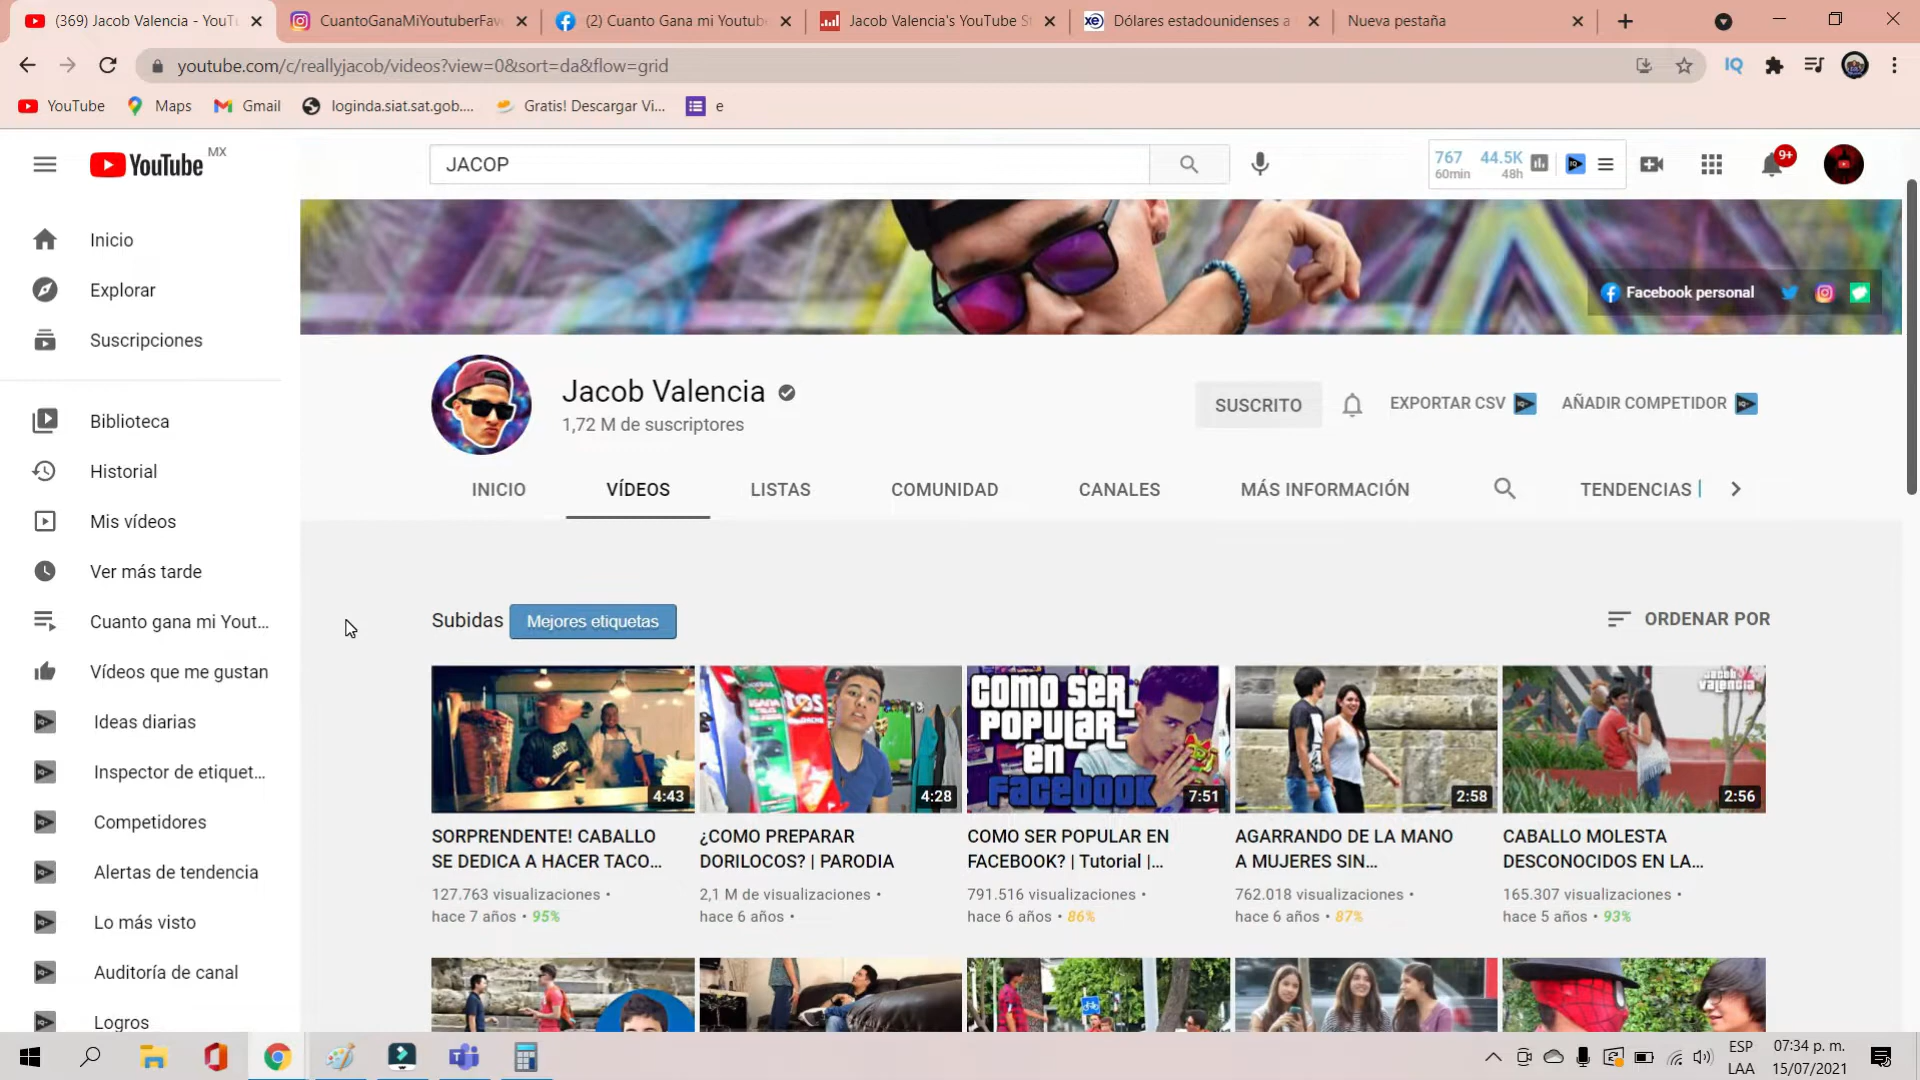 (369) Jacob Valencia - YouTu
CuantoGanaMiYoutuberFav
(2) Cuanto Gana mi Youtube
Jacob Valencia's YouTube St
Dólares estadounidenses a
Nueva pestaña
youtube.com/c/reallyjacob/videos?view=0&sort=da&flow=grid
YouTube
Maps
Gmail
loginda.siat.sat.gob....
Gratis! Descargar Vi...
e
YouTube MX
JACOP
767
60min
44.5K
48h
9+
Inicio
Explorar
Suscripciones
Biblioteca
Historial
Mis vídeos
Ver más tarde
Cuanto gana mi Yout...
Vídeos que me gustan
Ideas diarias
Inspector de etiquet...
Competidores
Alertas de tendencia
Lo más visto
Auditoría de canal
Logros
Facebook personal
Jacob Valencia
1,72 M de suscriptores
SUSCRITO
EXPORTAR CSV
AÑADIR COMPETIDOR
INICIO
VÍDEOS
LISTAS
COMUNIDAD
CANALES
MÁS INFORMACIÓN
TENDENCIAS
Subidas
Mejores etiquetas
ORDENAR POR
4:43
SORPRENDENTE! CABALLO
SE DEDICA A HACER TACO...
127.763 visualizaciones •
hace 7 años • 95%
4:28
¿COMO PREPARAR
DORILOCOS? | PARODIA
2,1 M de visualizaciones •
hace 6 años •
COMO SER
POPULAR
en
Facebook
7:51
COMO SER POPULAR EN
FACEBOOK? | Tutorial |...
791.516 visualizaciones •
hace 6 años • 86%
2:58
AGARRANDO DE LA MANO
A MUJERES SIN...
762.018 visualizaciones •
hace 6 años • 87%
Jacob
Valencia
2:56
CABALLO MOLESTA
DESCONOCIDOS EN LA...
165.307 visualizaciones •
hace 5 años • 93%
ESP
LAA
07:34 p. m.
15/07/2021